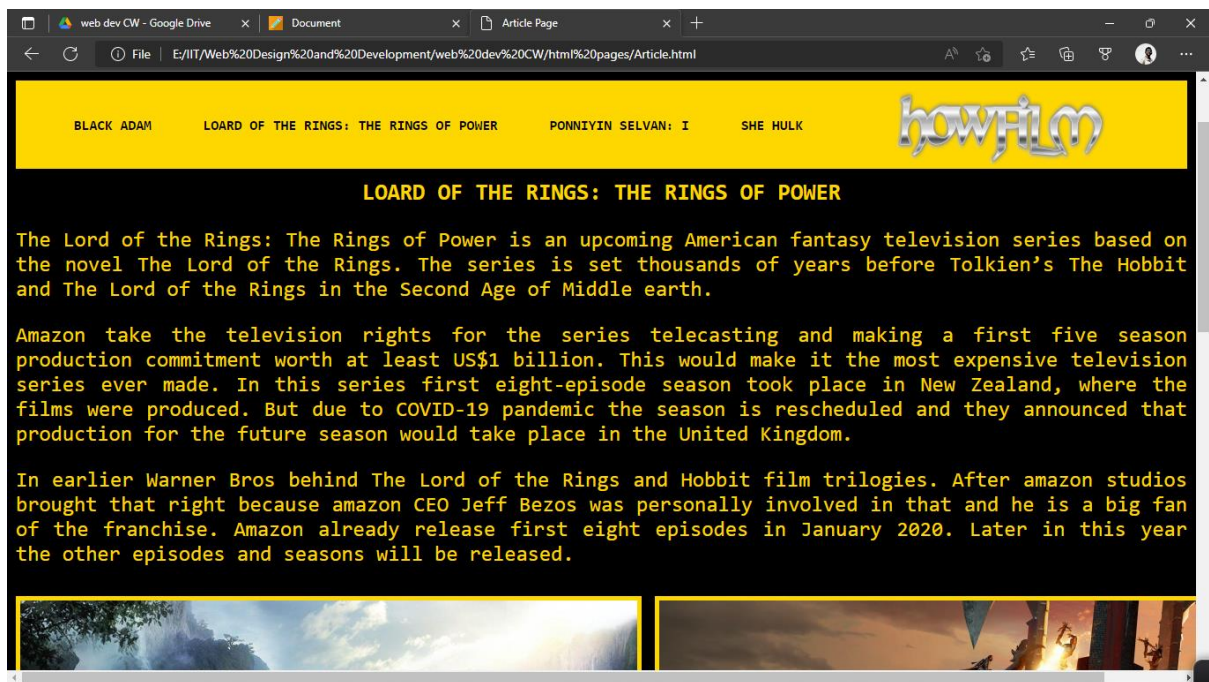 web dev CW - Google Drive
Document
Article Page
File
E:/IIT/Web%20Design%20and%20Development/web%20dev%20CW/html%20pages/Article.html
BLACK ADAM
LOARD OF THE RINGS: THE RINGS OF POWER
PONNIYIN SELVAN: I
SHE HULK
HOWFILM
LOARD OF THE RINGS: THE RINGS OF POWER
The Lord of the Rings: The Rings of Power is an upcoming American fantasy television series based on
the novel The Lord of the Rings. The series is set thousands of years before Tolkien’s The Hobbit
and The Lord of the Rings in the Second Age of Middle earth.
Amazon take the television rights for the series telecasting and making a first five season
production commitment worth at least US$1 billion. This would make it the most expensive television
series ever made. In this series first eight-episode season took place in New Zealand, where the
films were produced. But due to COVID-19 pandemic the season is rescheduled and they announced that
production for the future season would take place in the United Kingdom.
In earlier Warner Bros behind The Lord of the Rings and Hobbit film trilogies. After amazon studios
brought that right because amazon CEO Jeff Bezos was personally involved in that and he is a big fan
of the franchise. Amazon already release first eight episodes in January 2020. Later in this year
the other episodes and seasons will be released.